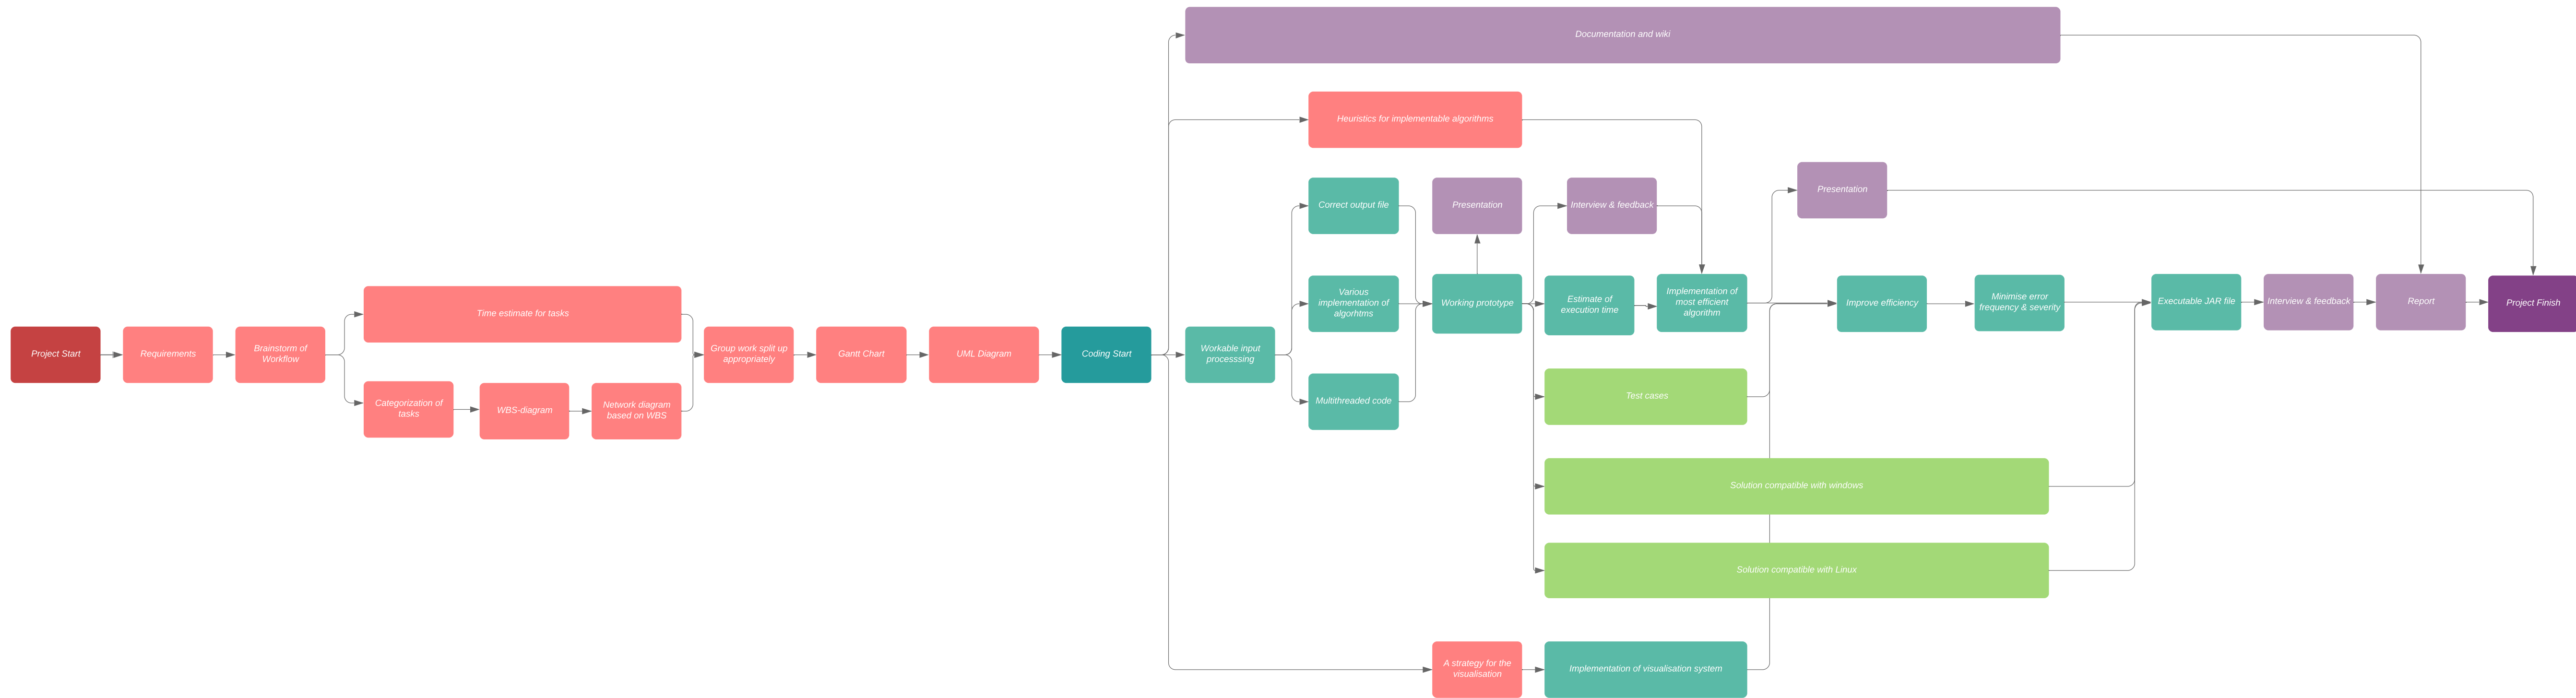 Documentation and wiki
Heuristics for implementable algorithms
Presentation
Correct output file
Presentation
Interview & feedback
Time estimate for tasks
Various
implementation of
algorhtms
Working prototype
Estimate of
execution time
Implementation of
most efficient
algorithm
Improve efficiency
Minimise error
frequency & severity
Executable JAR file
Interview & feedback
Report
Project Finish
Project Start
Requirements
Brainstorm of
Workflow
Group work split up
appropriately
Gantt Chart
UML Diagram
Coding Start
Workable input
processsing
Categorization of
tasks
WBS-diagram
Network diagram
based on WBS
Multithreaded code
Test cases
Solution compatible with windows
Solution compatible with Linux
A strategy for the
visualisation
Implementation of visualisation system